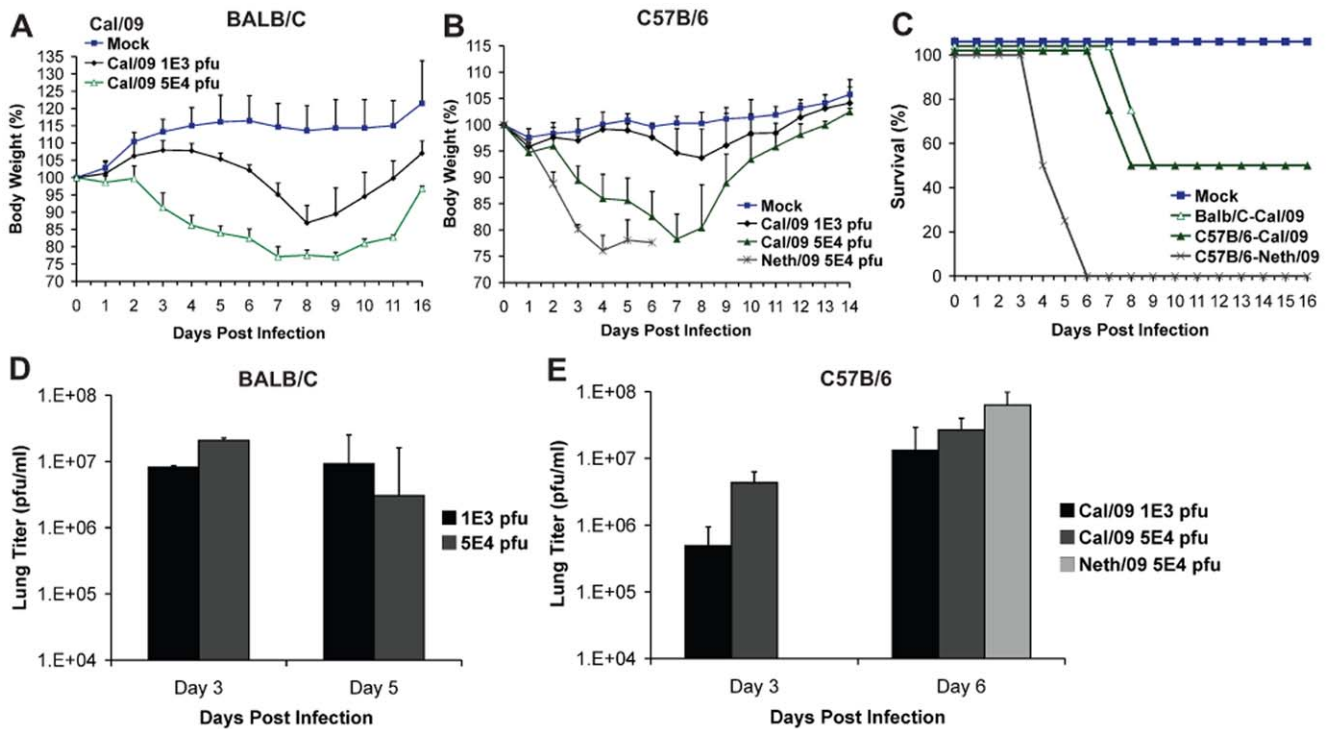 A
BALB/C
Cal/09
Mock
Cal/09 1E3 pfu
Cal/09 5E4 pfu
135
130
125
120
115
110
105
100
95
90
85
80
75
70
Body Weight (%)
0 1 2 3 4 5 6 7 8 9 10 11 16
Days Post Infection
B
C57B/6
115
110
105
100
95
90
85
80
75
70
Body Weight (%)
Mock
Cal/09 1E3 pfu
Cal/09 5E4 pfu
Neth/09 5E4 pfu
0 1 2 3 4 5 6 7 8 9 10 11 12 13 14
Days Post Infection
C
100
80
60
40
20
0
Survival (%)
Mock
Balb/C-Cal/09
C57B/6-Cal/09
C57B/6-Neth/09
0 1 2 3 4 5 6 7 8 9 10 11 12 13 14 15 16
Days Post Infection
D
BALB/C
1.E+08
1.E+07
1.E+06
1.E+05
1.E+04
Lung Titer (pfu/ml)
1E3 pfu
5E4 pfu
Day 3 Day 5
Days Post Infection
E
C57B/6
1.E+08
1.E+07
1.E+06
1.E+05
1.E+04
Lung Titer (pfu/ml)
Cal/09 1E3 pfu
Cal/09 5E4 pfu
Neth/09 5E4 pfu
Day 3 Day 6
Days Post Infection